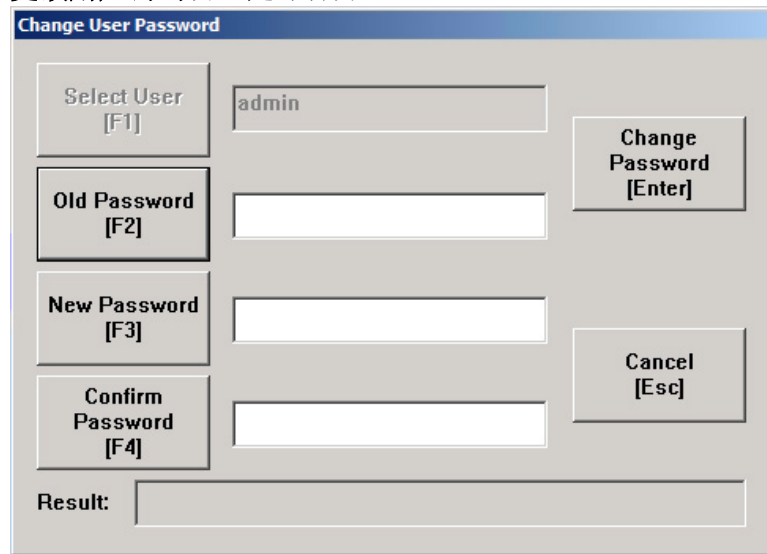 Change User Password
Select User
[F1]
admin
Change
Password
[Enter]
Old Password
[F2]
New Password
[F3]
Cancel
[Esc]
Confirm
Password
[F4]
Result: